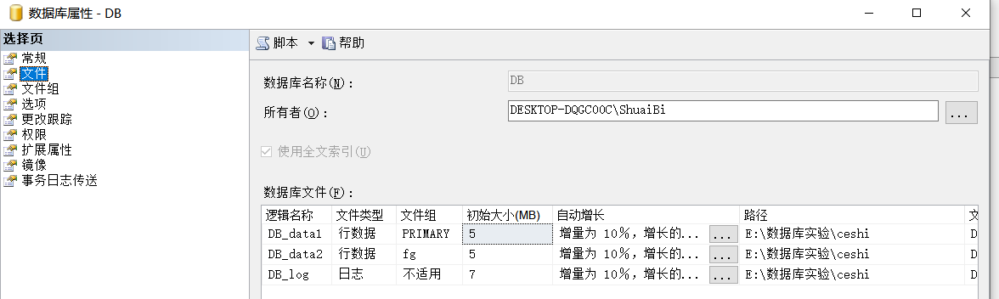 数据库属性 - DB
选择页
常规
文件
文件组
选项
更改跟踪
权限
扩展属性
镜像
事务日志传送
脚本 帮助
数据库名称(N): DB
所有者(O): DESKTOP-DQGCOOC\ShuaiBi ...
使用全文索引(U)
数据库文件(F):
逻辑名称 文件类型 文件组 初始大小(MB) 自动增长 路径 文
DB_data1 行数据 PRIMARY 5 增量为 10%，增长的... ... E:\数据库实验\ceshi D
DB_data2 行数据 fg 5 增量为 10%，增长的... ... E:\数据库实验\ceshi D
DB_log 日志 不适用 7 增量为 10%，增长的... ... E:\数据库实验\ceshi D